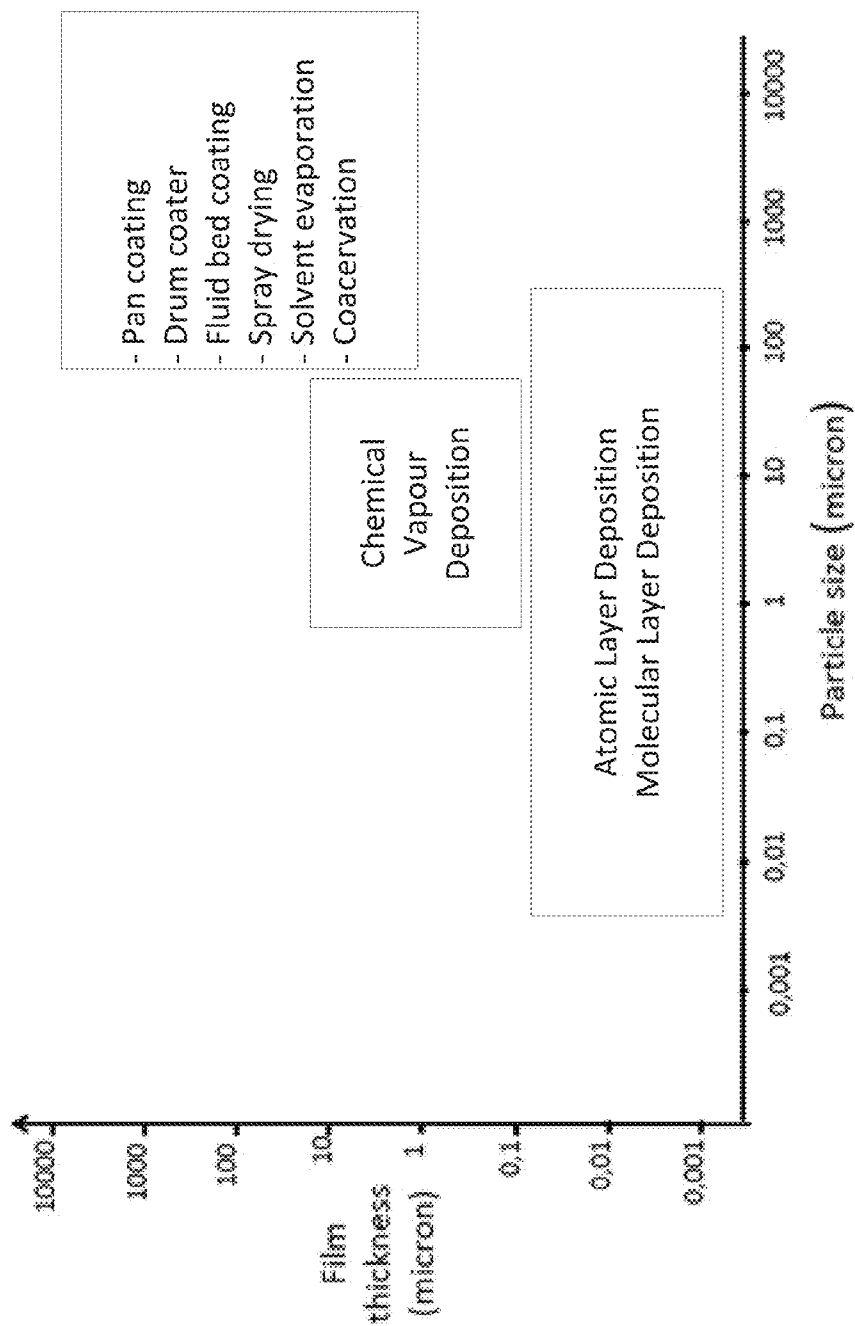 10000
1000
100
10
1
0,1
0,01
0,001
Film
thickness
(micron)
- Pan coating
- Drum coater
- Fluid bed coating
- Spray drying
- Solvent evaporation
- Coacervation
Chemical
Vapour
Deposition
Atomic Layer Deposition
Molecular Layer Deposition
0,001
0,01
0,1
1
10
100
1000
10000
Particle size (micron)